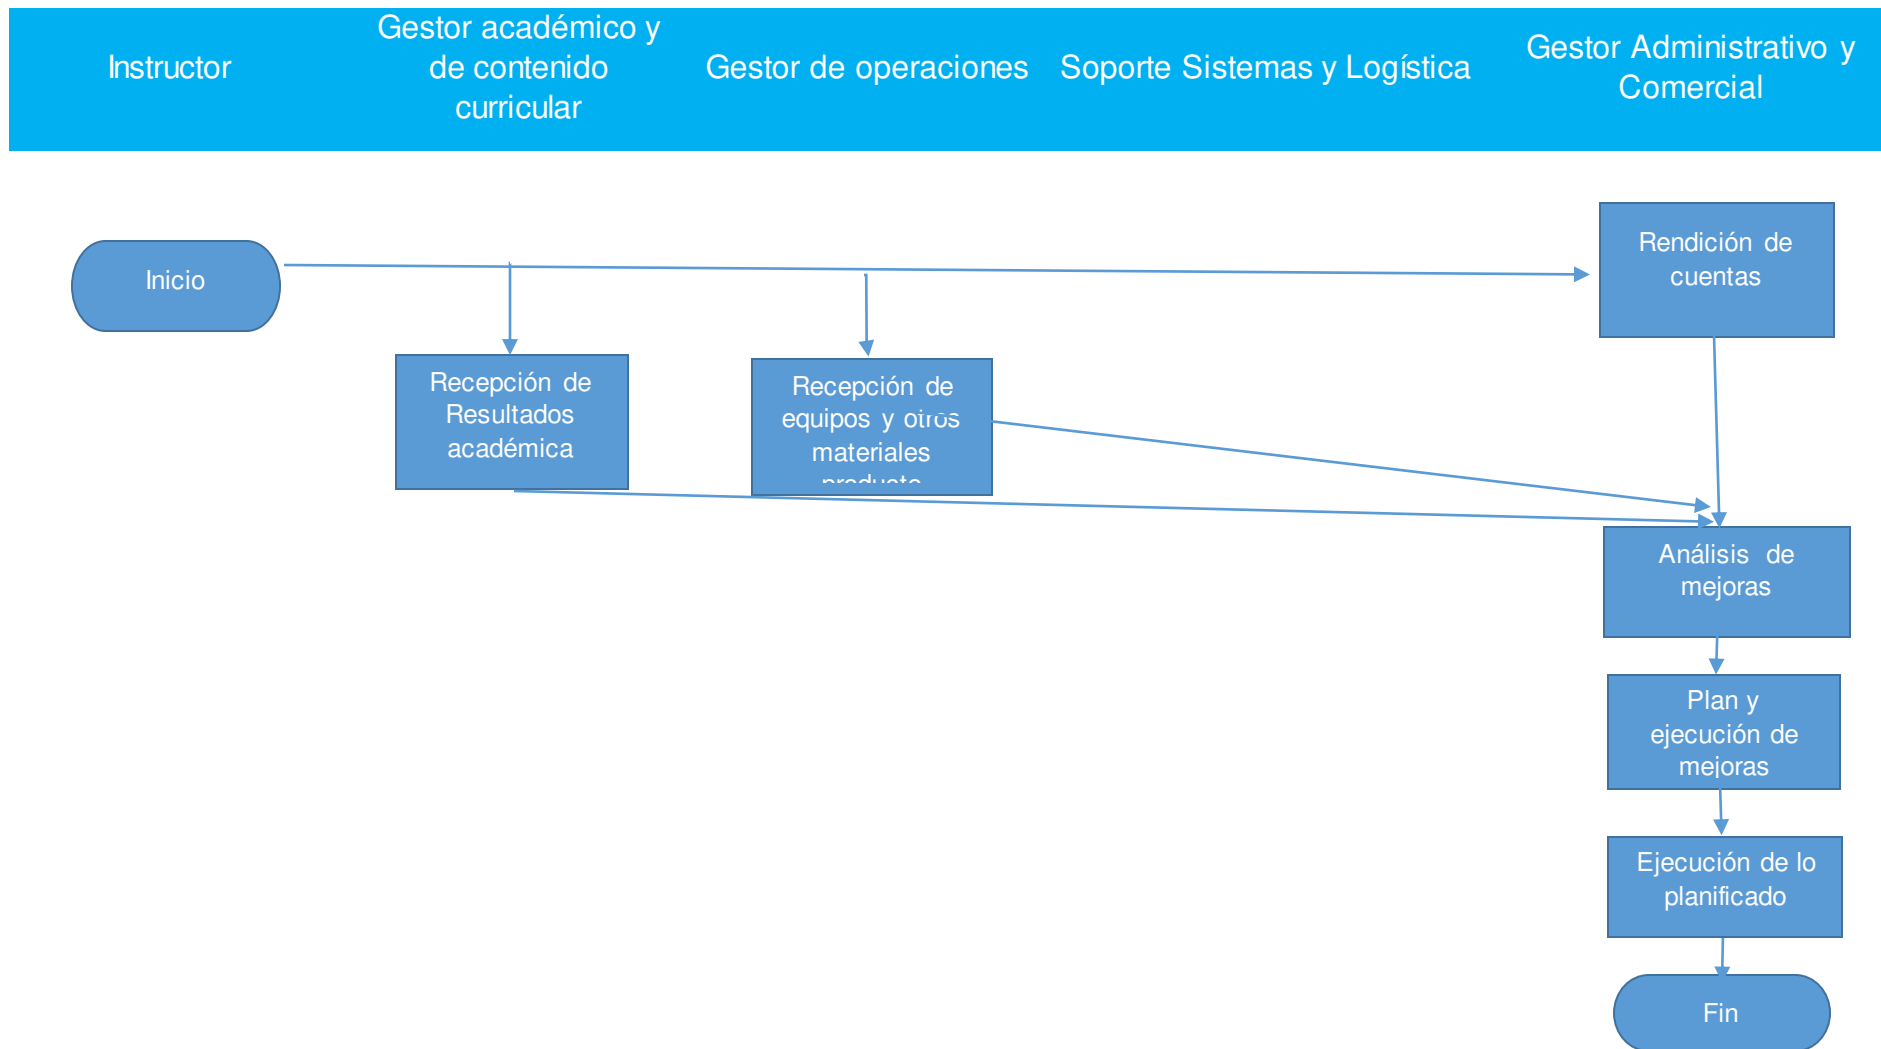 Instructor
Gestor académico y
de contenido
curricular
Gestor de operaciones
Soporte Sistemas y Logística
Gestor Administrativo y
Comercial
Inicio
Rendición de
cuentas
Recepción de
Resultados
académica
Recepción de
equipos y otros
materiales
producto
Análisis de
mejoras
Plan y
ejecución de
mejoras
Ejecución de lo
planificado
Fin